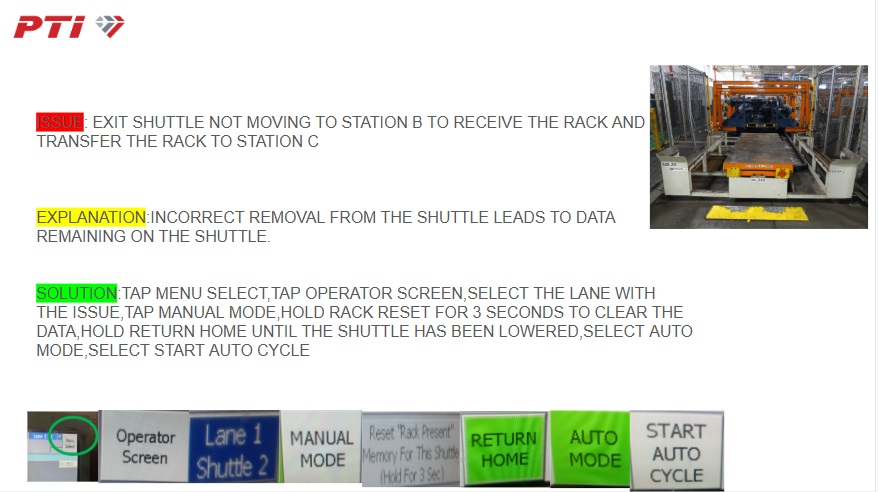 PTI
ISSUE: EXIT SHUTTLE NOT MOVING TO STATION B TO RECEIVE THE RACK AND
TRANSFER THE RACK TO STATION C
EXPLANATION:INCORRECT REMOVAL FROM THE SHUTTLE LEADS TO DATA
REMAINING ON THE SHUTTLE.
SOLUTION:TAP MENU SELECT,TAP OPERATOR SCREEN,SELECT THE LANE WITH
THE ISSUE,TAP MANUAL MODE,HOLD RACK RESET FOR 3 SECONDS TO CLEAR THE
DATA,HOLD RETURN HOME UNTIL THE SHUTTLE HAS BEEN LOWERED,SELECT AUTO
MODE,SELECT START AUTO CYCLE
Menu
Select
Operator
Screen
Lane 1
Shuttle 2
MANUAL
MODE
Reset "Rack Present"
Memory For This Shuttle
(Hold For 3 Sec)
RETURN
HOME
AUTO
MODE
START
AUTO
CYCLE